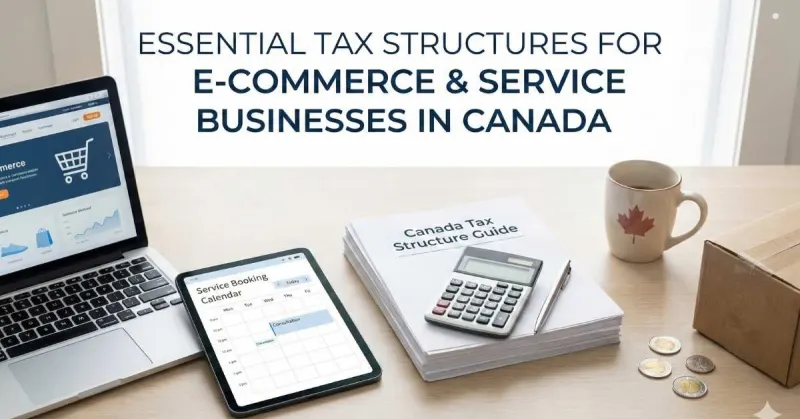 ESSENTIAL TAX STRUCTURES FOR
E-COMMERCE & SERVICE
BUSINESSES IN CANADA
merce
Service Booking
Calendar
Mon Tue Wed Thu Fri
Consultation
Canada Tax
Structure Guide